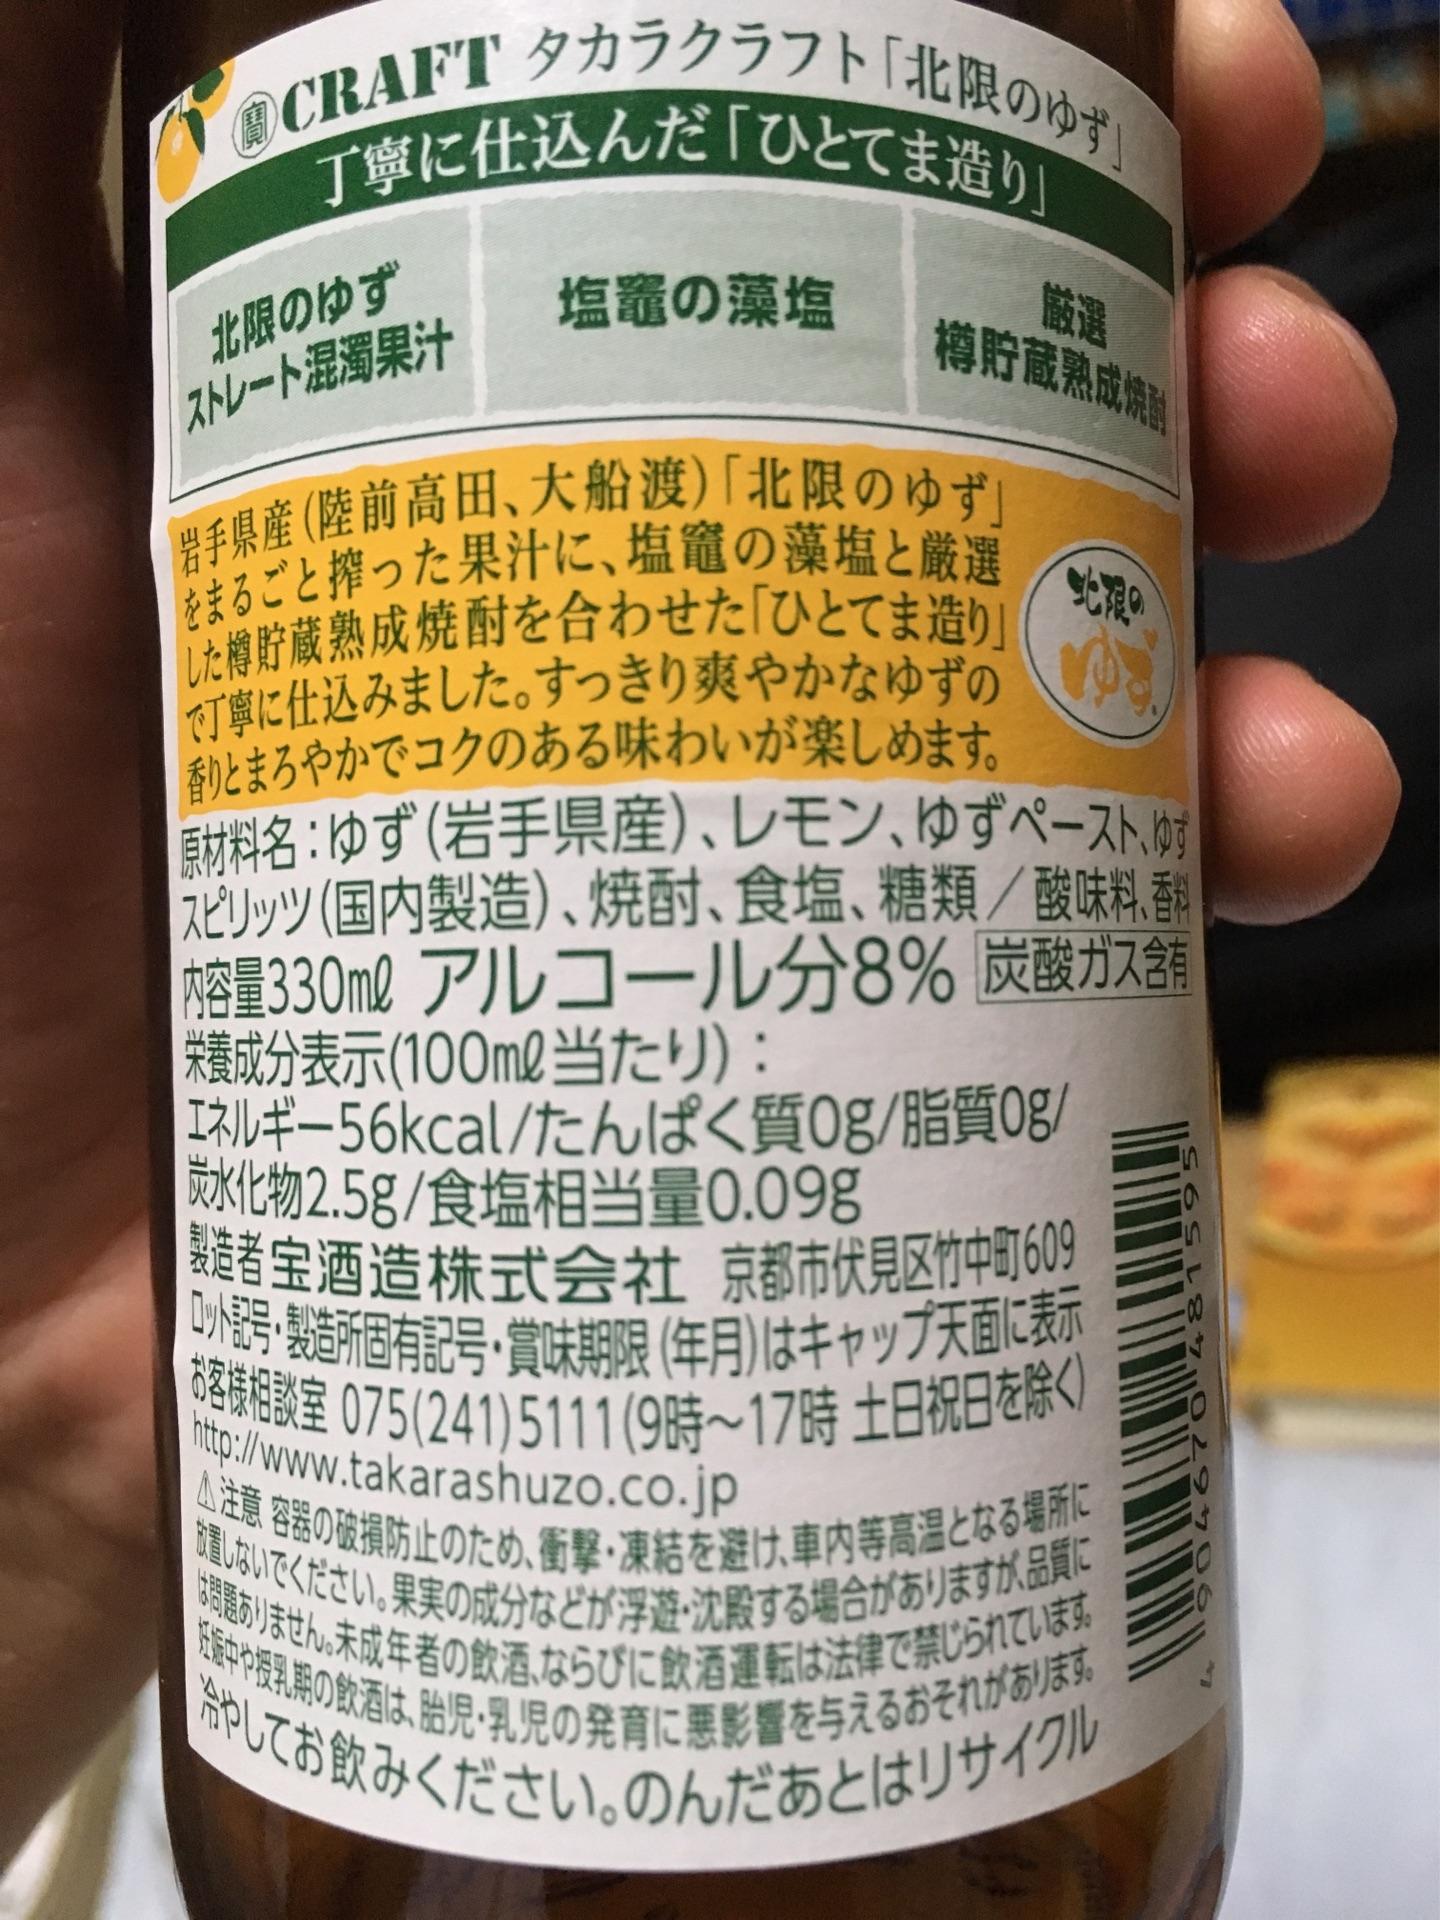 寶 CRAFT タカラクラフト「北限のゆず」
丁寧に仕込んだ「ひとてま造り」
北限のゆず
ストレート混濁果汁
塩竈の藻塩
厳選
樽貯蔵熟成焼酎
岩手県産(陸前高田、大船渡)「北限のゆず」
をまるごと搾った果汁に、塩竈の藻塩と厳選
した樽貯蔵熟成焼酎を合わせた「ひとてま造り」
で丁寧に仕込みました。すっきり爽やかなゆずの
香りとまろやかでコクのある味わいが楽しめます。
北限の
ゆず
原材料名:ゆず(岩手県産)、レモン、ゆずペースト、ゆず
スピリッツ(国内製造)、焼酎、食塩、糖類/酸味料、香料
内容量330㎖ アルコール分8% 炭酸ガス含有
栄養成分表示(100㎖当たり):
エネルギー56kcal/たんぱく質0g/脂質0g/
炭水化物2.5g/食塩相当量0.09g
製造者 宝酒造株式会社 京都市伏見区竹中町609
ロット記号・製造所固有記号・賞味期限(年月)はキャップ天面に表示
お客様相談室 075(241)5111(9時〜17時 土日祝日を除く)
http://www.takarashuzo.co.jp
⚠注意 容器の破損防止のため、衝撃・凍結を避け、車内等高温となる場所に
放置しないでください。果実の成分などが浮遊・沈殿する場合がありますが、品質に
は問題ありません。未成年者の飲酒、ならびに飲酒運転は法律で禁じられています。
妊娠中や授乳期の飲酒は、胎児・乳児の発育に悪影響を与えるおそれがあります。
冷やしてお飲みください。のんだあとはリサイクル
4 904670 481595